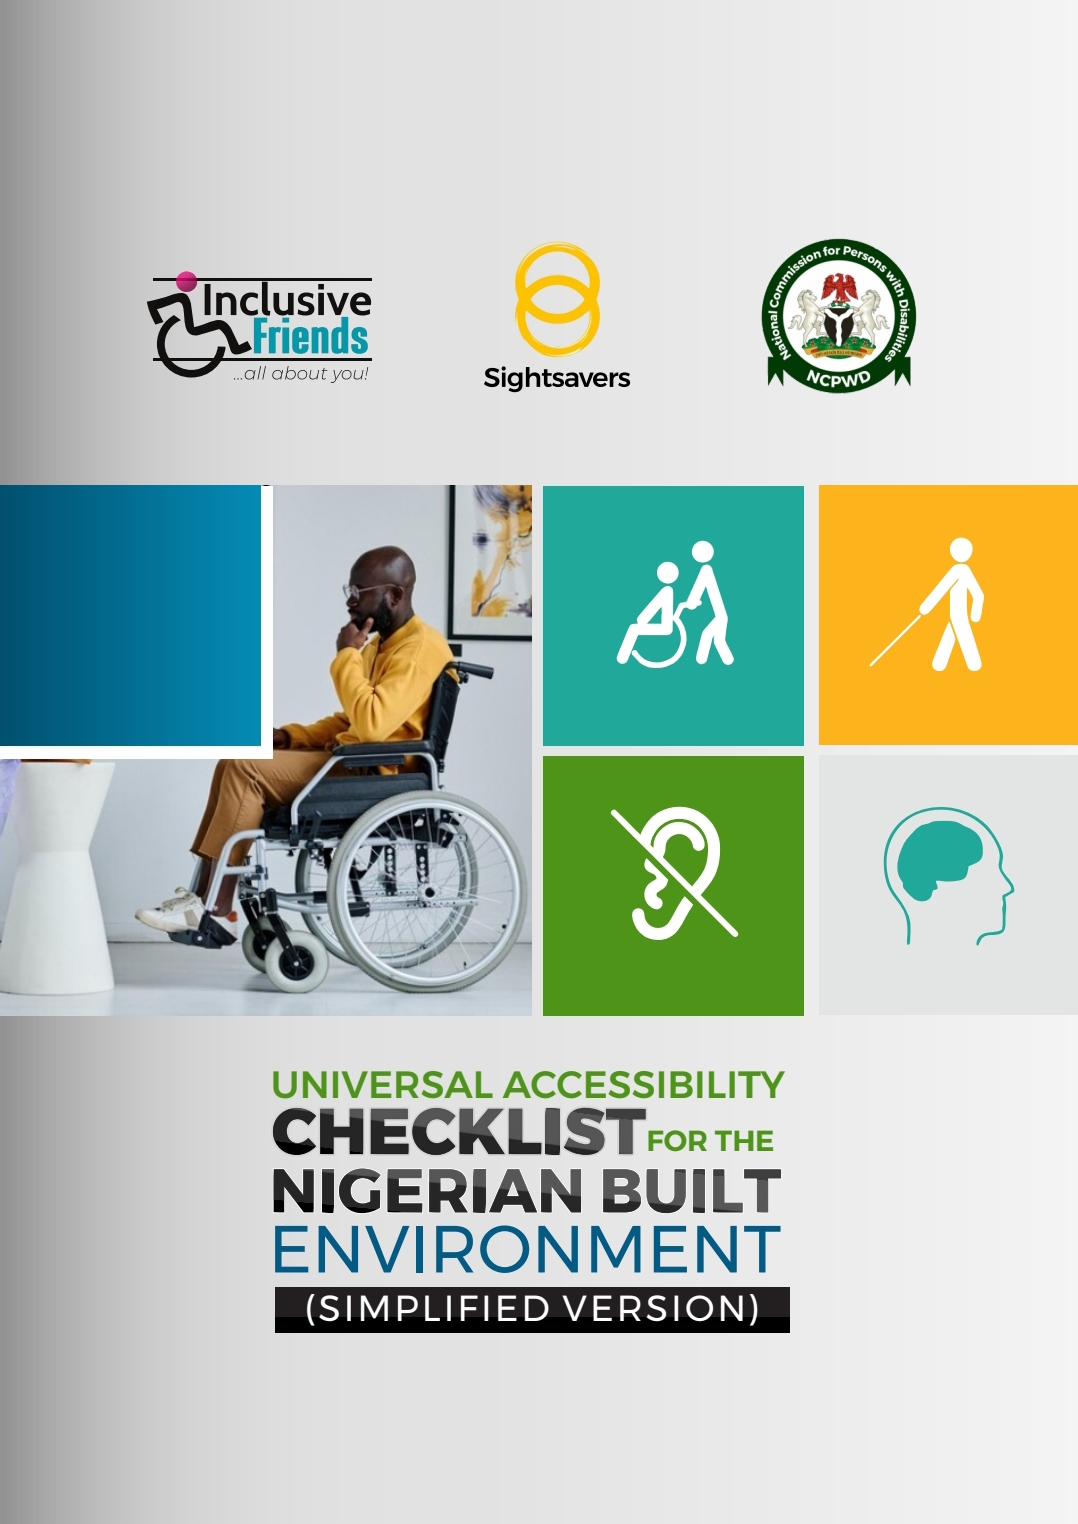 Inclusive
Friends
...all about you!
Sightsavers
National Commission for Persons with Disabilities
NCPWD
UNIVERSAL ACCESSIBILITY
CHECKLIST FOR THE
NIGERIAN BUILT
ENVIRONMENT
(SIMPLIFIED VERSION)